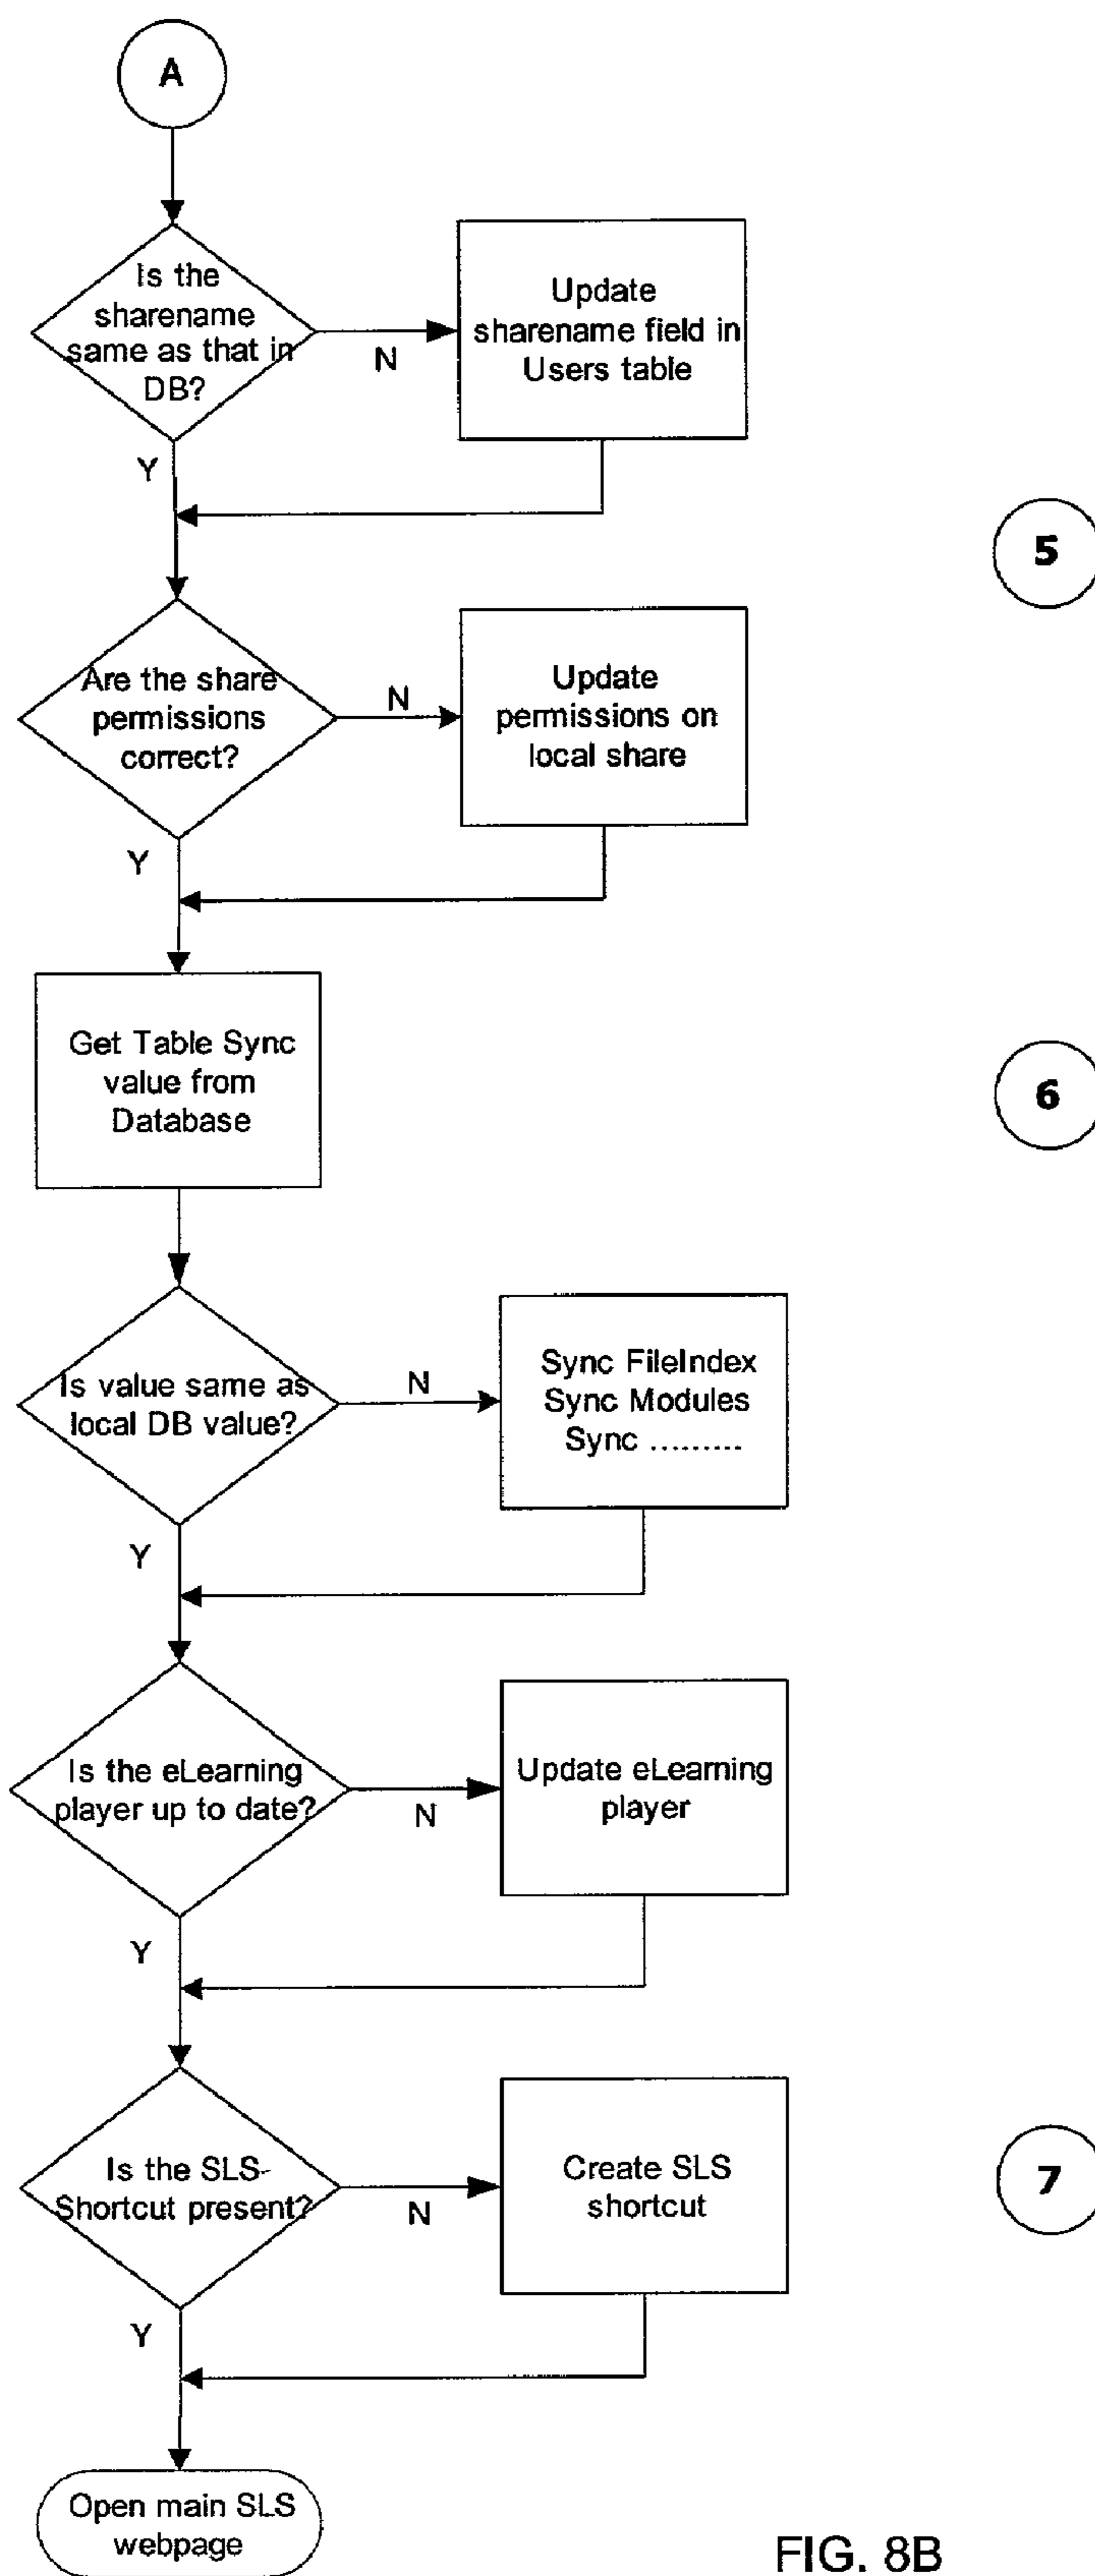 A
Is the
sharename
same as that in
DB?
N
Update
sharename field in
Users table
Y
5
Are the share
permissions
correct?
N
Update
permissions on
local share
Y
Get Table Sync
value from
Database
6
Is value same as
local DB value?
N
Sync FileIndex
Sync Modules
Sync .........
Y
Is the eLearning
player up to date?
N
Update eLearning
player
Y
Is the SLS-
Shortcut present?
N
Create SLS
shortcut
7
Y
Open main SLS
webpage
FIG. 8B